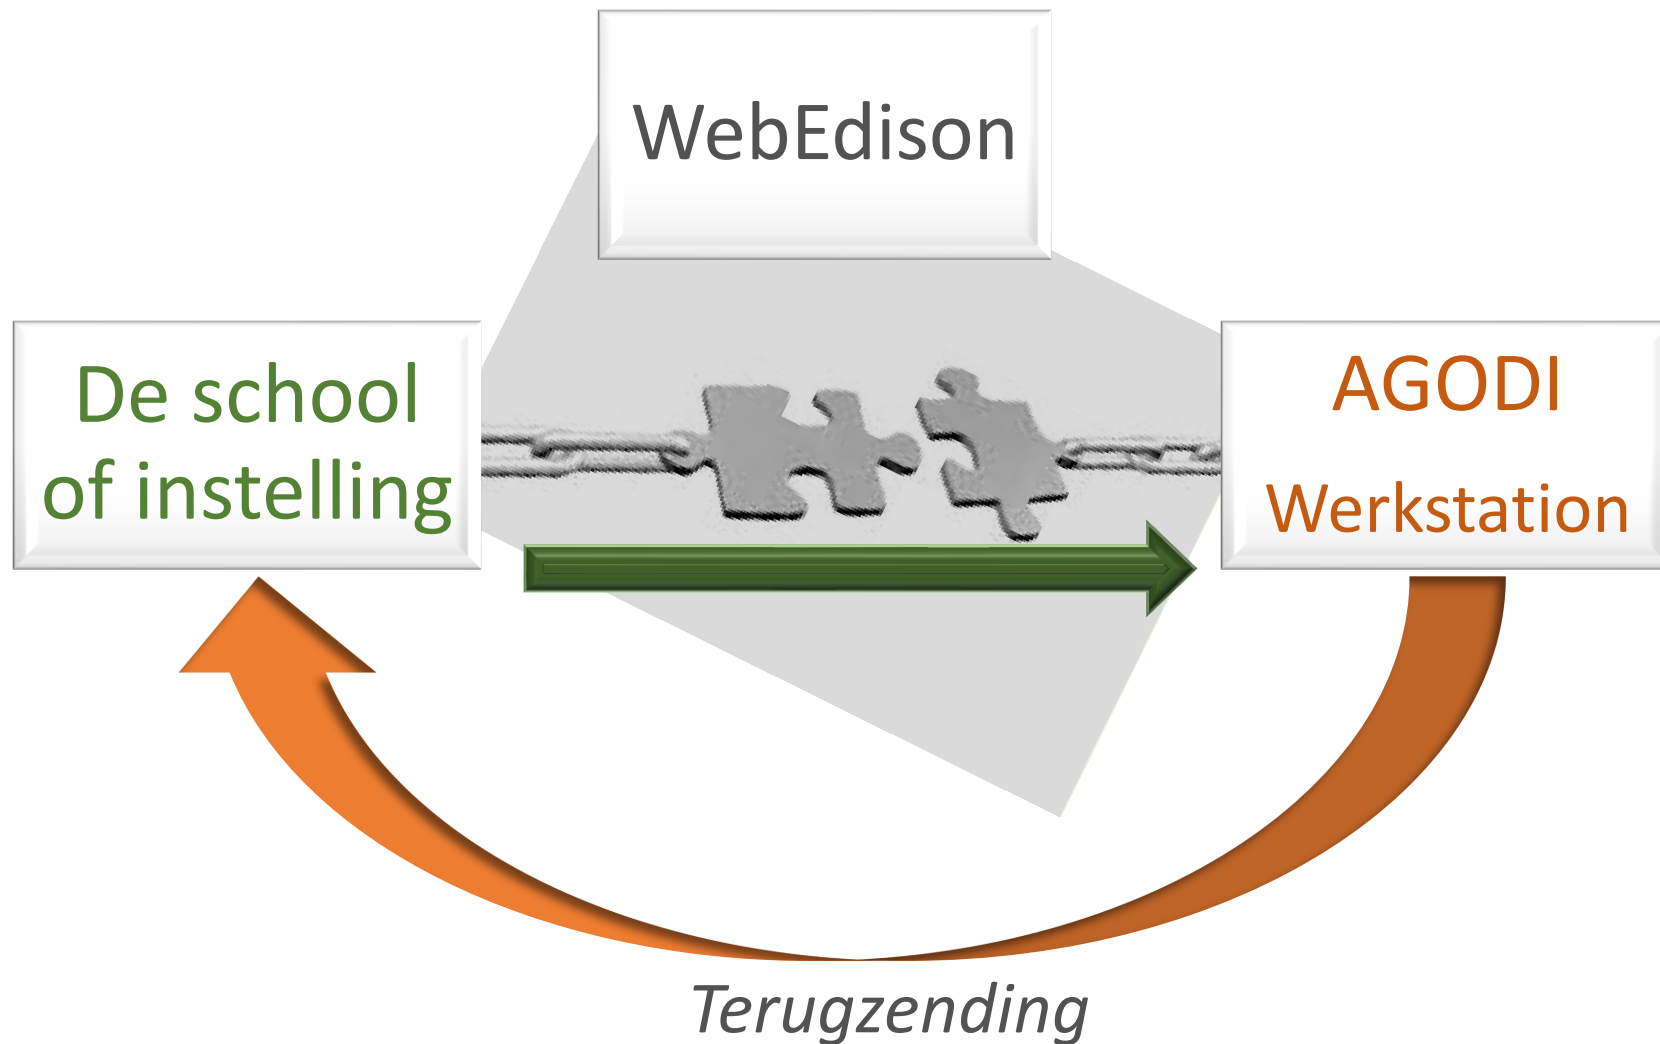 WebEdison
De school
of instelling
AGODI
Werkstation
Terugzending